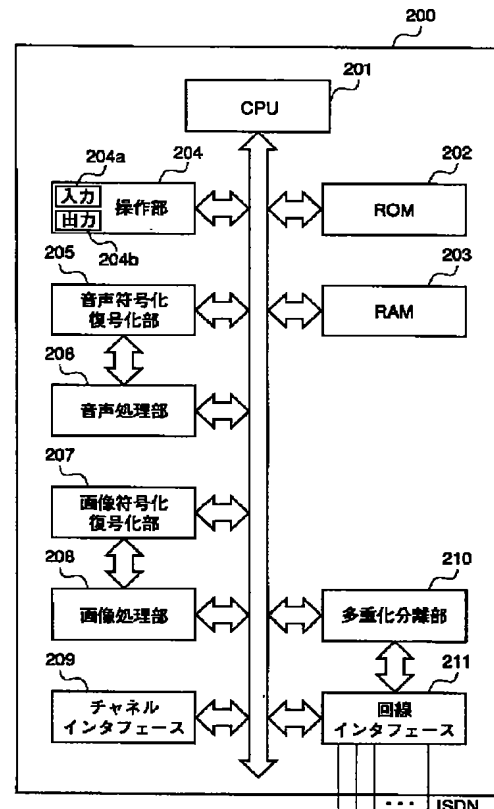 200
201
CPU
204a
204
入力
操作部
出力
204b
202
ROM
205
音声符号化
復号化部
203
RAM
206
音声処理部
207
画像符号化
復号化部
208
画像処理部
210
多重化分離部
209
チャネル
インタフェース
211
回線
インタフェース
･･･ ISDN